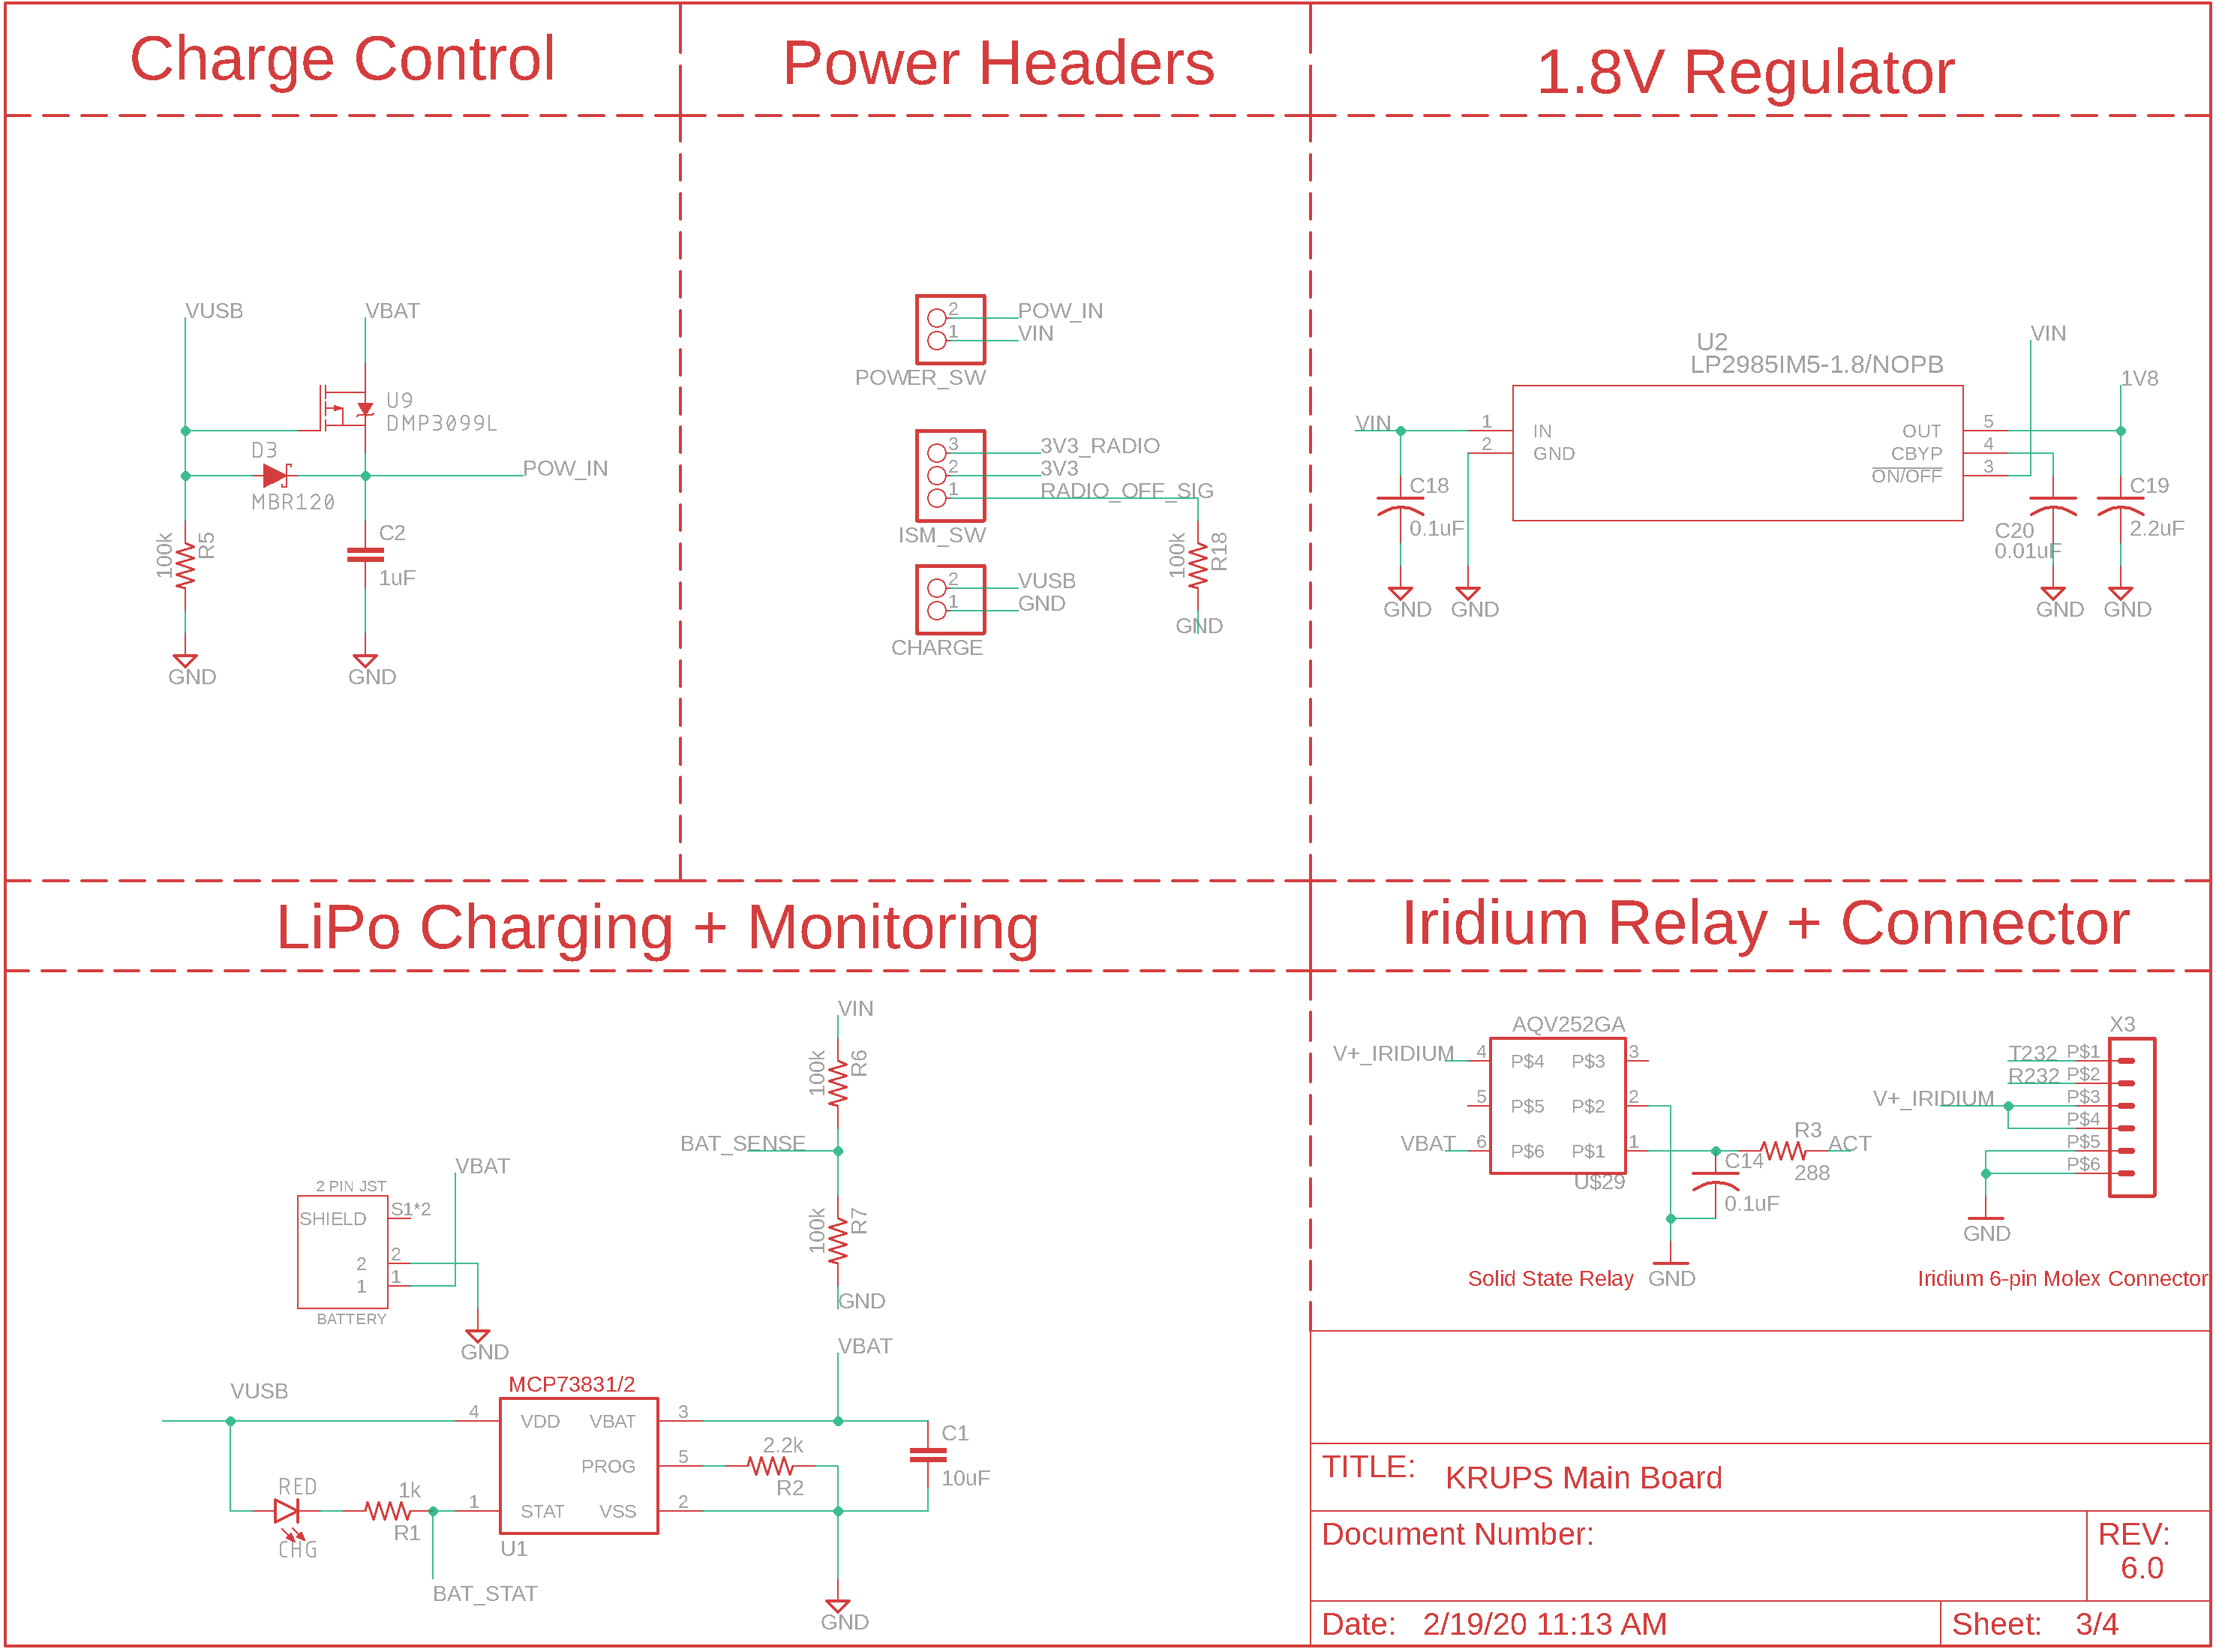 Charge Control
VUSB
VBAT
U9
DMP3099L
D3
MBR120
POW_IN
100k
R5
C2
1uF
GND
GND
Power Headers
2
POW_IN
1
VIN
POWER_SW
3
3V3_RADIO
2
3V3
1
RADIO_OFF_SIG
ISM_SW
100k
R18
2
VUSB
1
GND
GND
CHARGE
1.8V Regulator
U2
LP2985IM5-1.8/NOPB
VIN
1V8
VIN
1
IN
OUT
5
2
GND
CBYP
4
ON/OFF
3
C18
0.1uF
C20
0.01uF
C19
2.2uF
GND
GND
GND
GND
LiPo Charging + Monitoring
VIN
100k
R6
BAT_SENSE
100k
R7
GND
VBAT
2 PIN JST
SHIELD
S1*2
2
2
1
1
BATTERY
GND
VBAT
VUSB
MCP73831/2
4
VDD
VBAT
3
PROG
5
1
STAT
VSS
2
U1
2.2k
R2
C1
10uF
RED
CHG
1k
R1
BAT_STAT
GND
Iridium Relay + Connector
AQV252GA
V+_IRIDIUM
4
P$4
P$3
3
5
P$5
P$2
2
VBAT
6
P$6
P$1
1
U$29
R3
288
ACT
C14
0.1uF
Solid State Relay
GND
X3
T232
P$1
R232
P$2
V+_IRIDIUM
P$3
P$4
P$5
P$6
GND
Iridium 6-pin Molex Connector
TITLE:
KRUPS Main Board
Document Number:
REV:
6.0
Date: 2/19/20 11:13 AM
Sheet: 3/4